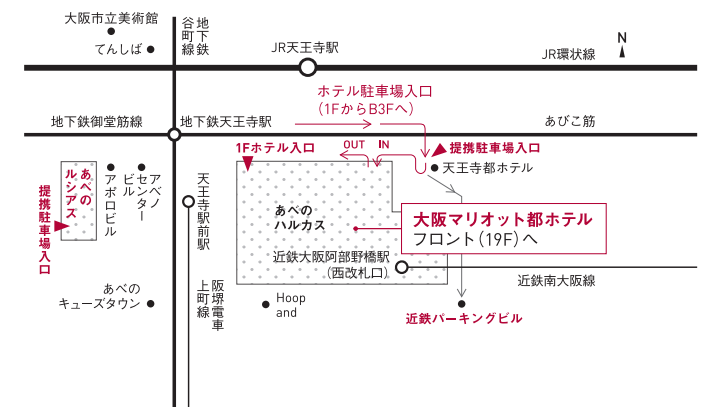 大阪市立美術館
てんしば
地下鉄
谷町線
JR天王寺駅
JR環状線
N
ホテル駐車場入口
(1FからB3Fへ)
地下鉄御堂筋線
地下鉄天王寺駅
あびこ筋
1Fホテル入口
OUT
IN
提携駐車場入口
天王寺都ホテル
あべの
ルシアス
提携駐車場入口
アポロビル
アベノ
センター
ビル
天王寺駅前駅
あべの
ハルカス
大阪マリオット都ホテル
フロント(19F)へ
近鉄大阪阿部野橋駅
(西改札口)
近鉄南大阪線
あべの
キューズタウン
阪堺電車
上町線
Hoop
and
近鉄パーキングビル